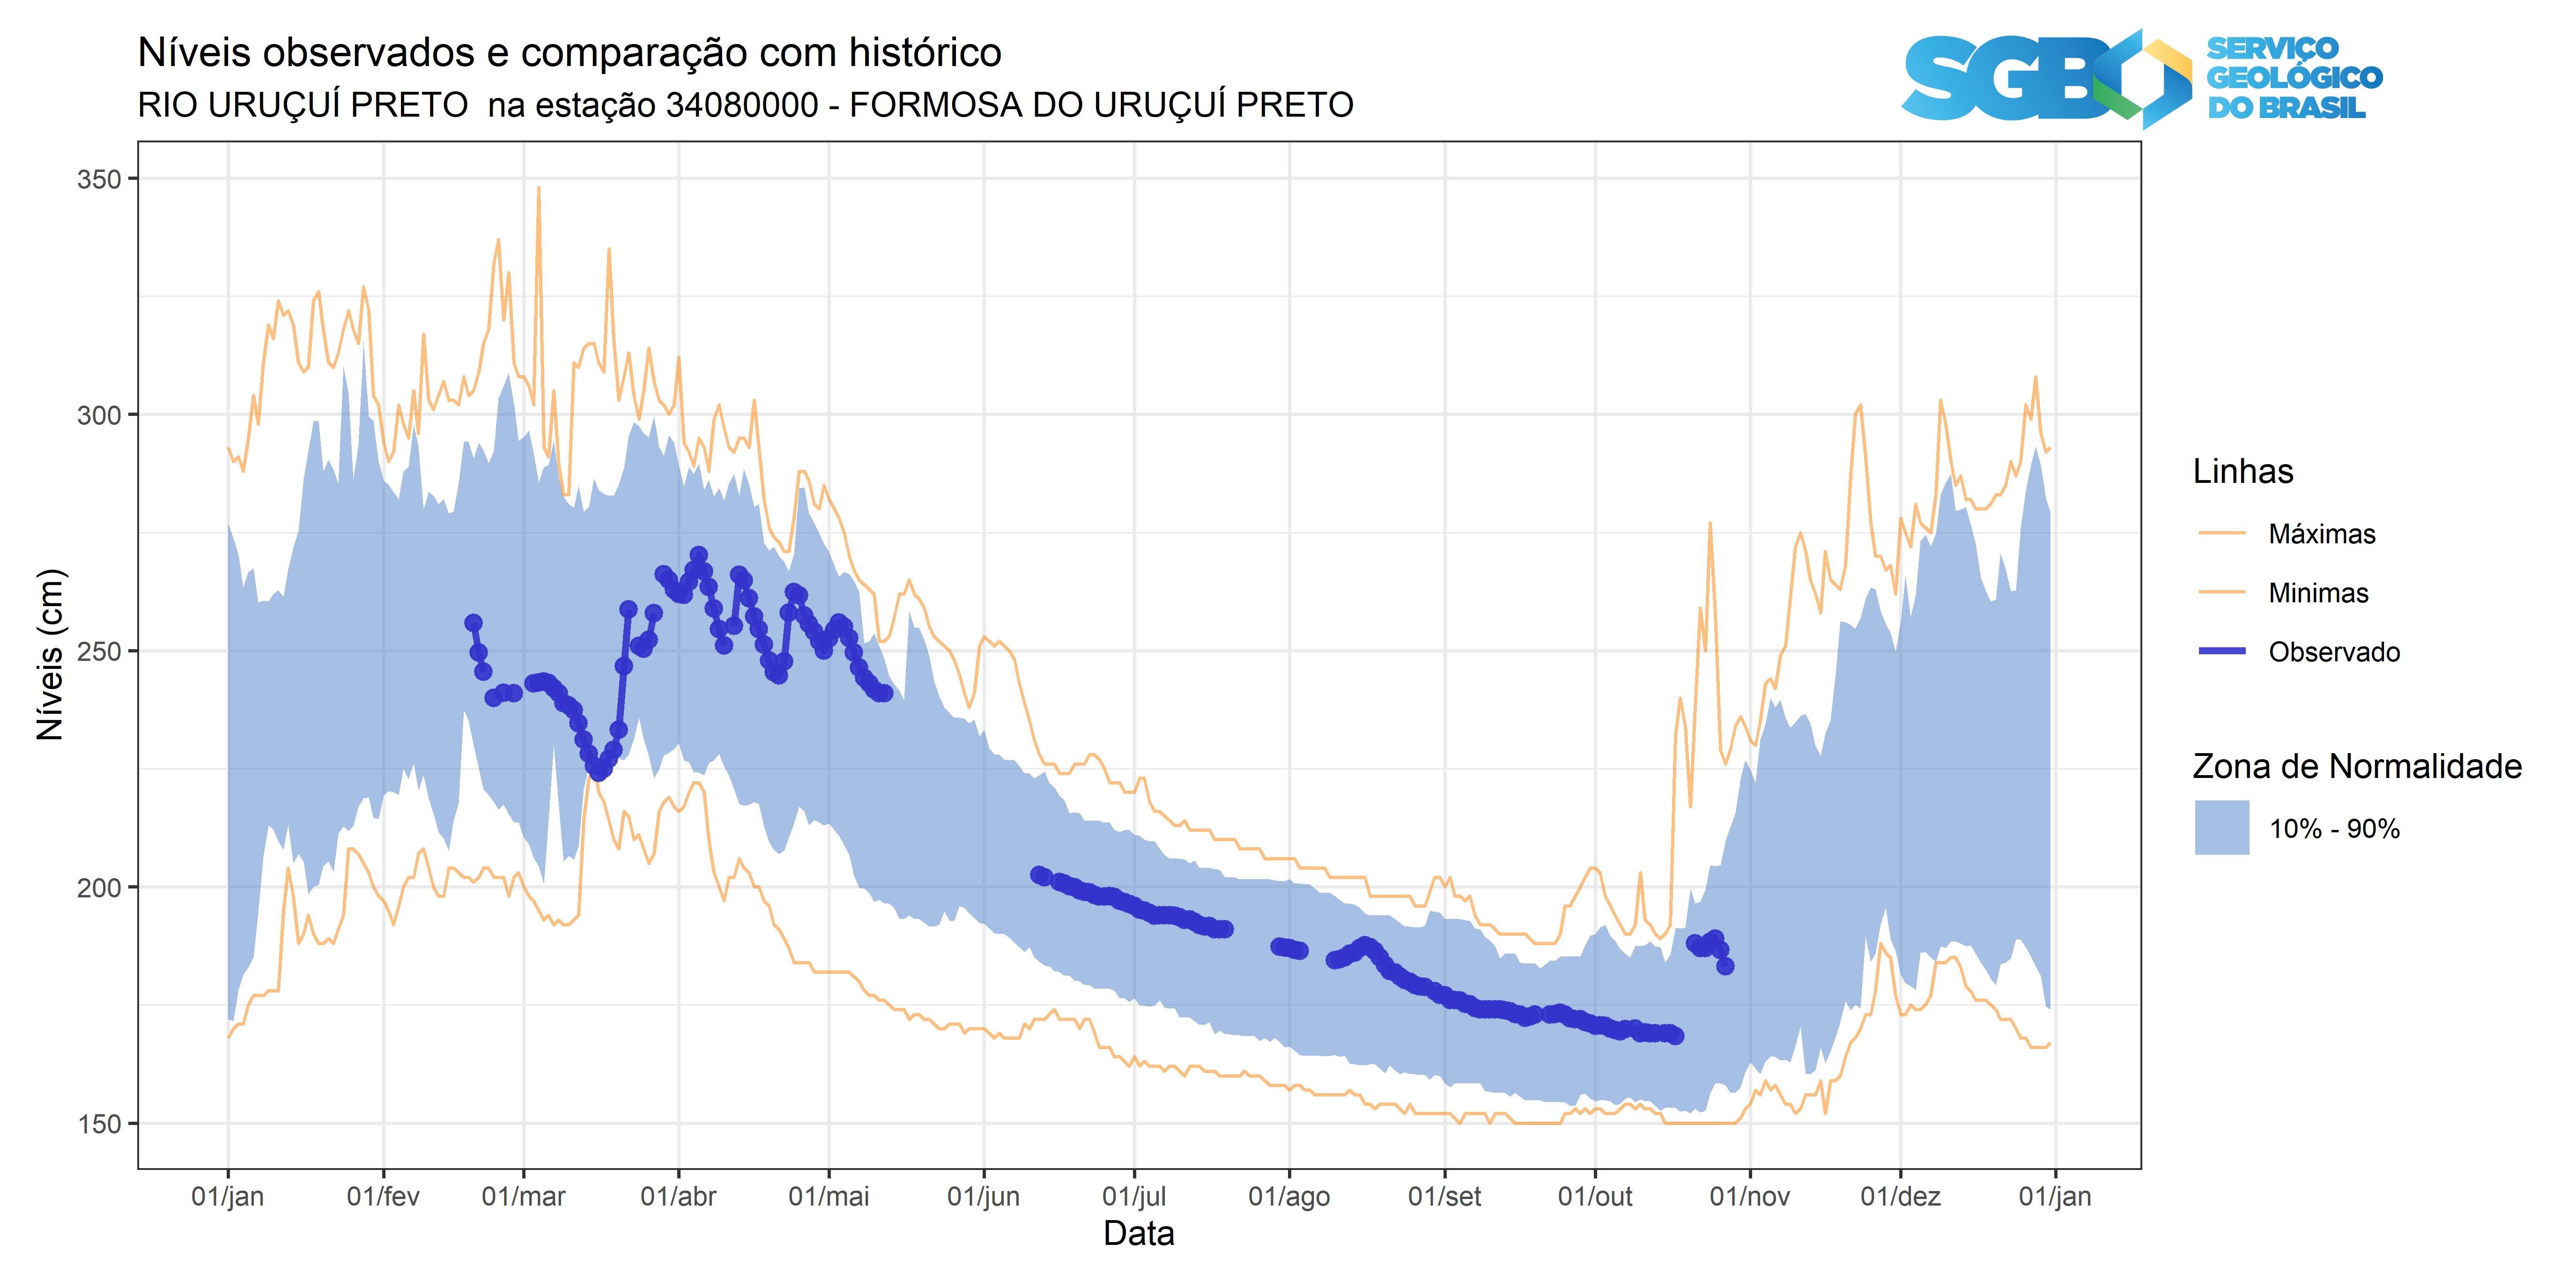 Níveis observados e comparação com histórico
RIO URUÇUÍ PRETO  na estação 34080000 - FORMOSA DO URUÇUÍ PRETO
SGB
SERVIÇO
GEOLÓGICO
DO BRASIL
Níveis (cm)
350
300
250
200
150
01/jan
01/fev
01/mar
01/abr
01/mai
01/jun
01/jul
01/ago
01/set
01/out
01/nov
01/dez
01/jan
Data
Linhas
Máximas
Minimas
Observado
Zona de Normalidade
10% - 90%